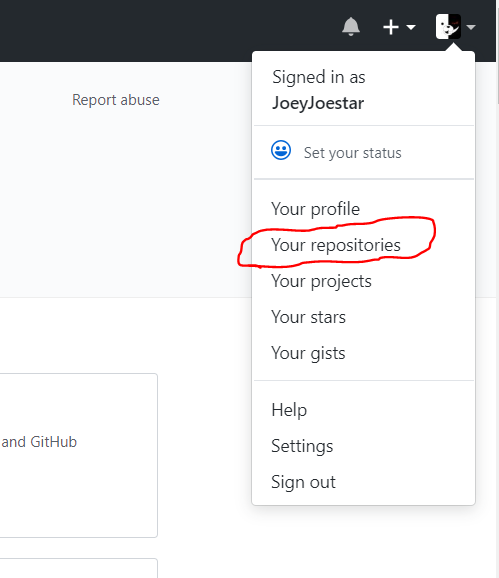 Report abuse
Signed in as
JoeyJoestar
Set your status
Your profile
Your repositories
Your projects
Your stars
Your gists
Help
Settings
Sign out
and GitHub